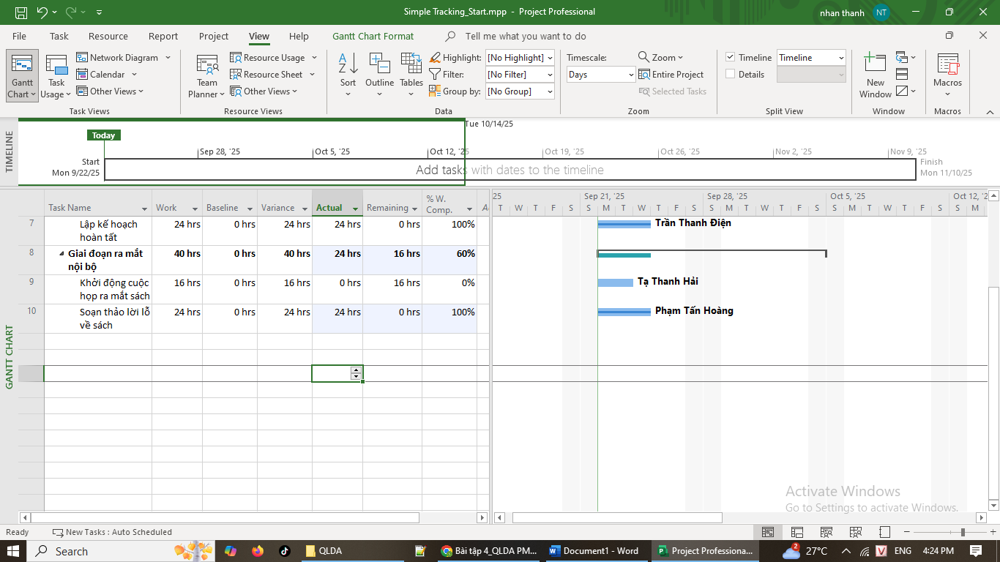 Simple Tracking_Start.mpp - Project Professional
nhan thanh NT
File Task Resource Report Project View Help Gantt Chart Format Tell me what you want to do
Gantt Chart
Task Usage
Network Diagram
Calendar
Other Views
Task Views
Team Planner
Resource Usage
Resource Sheet
Other Views
Resource Views
Sort
Outline
Tables
Highlight: [No Highlight]
Filter: [No Filter]
Group by: [No Group]
Data
Timescale:
Days
Zoom
Entire Project
Selected Tasks
Zoom
Timeline Timeline
Details
Split View
New Window
Window
Macros
Macros
TIMELINE
Tue 10/14/25
Today
Sep 28, '25 Oct 5, '25 Oct 12, '25 Oct 19, '25 Oct 26, '25 Nov 2, '25 Nov 9, '25
Start
Mon 9/22/25
Add tasks with dates to the timeline
Finish
Mon 11/10/25
GANTT CHART
Task Name Work Baseline Variance Actual Remaining % W. Comp.
25 Sep 21, '25 Sep 28, '25 Oct 5, '25 Oct 12, '2
T W F S S M T W T F S S M T W T F S S M T W T F S S M
7 Lập kế hoạch hoàn tất 24 hrs 0 hrs 24 hrs 24 hrs 0 hrs 100% Trần Thanh Điện
8 Giai đoạn ra mắt nội bộ 40 hrs 0 hrs 40 hrs 24 hrs 16 hrs 60%
9 Khởi động cuộc họp ra mắt sách 16 hrs 0 hrs 16 hrs 0 hrs 16 hrs 0% Tạ Thanh Hải
10 Soạn thảo lời lỗ về sách 24 hrs 0 hrs 24 hrs 24 hrs 0 hrs 100% Phạm Tấn Hoàng
Activate Windows
Go to Settings to activate Windows.
Ready New Tasks : Auto Scheduled
Search QLDA Bài tập 4_QLDA PM... Document1 - Word Project Professiona... 2 27°C V ENG 4:24 PM